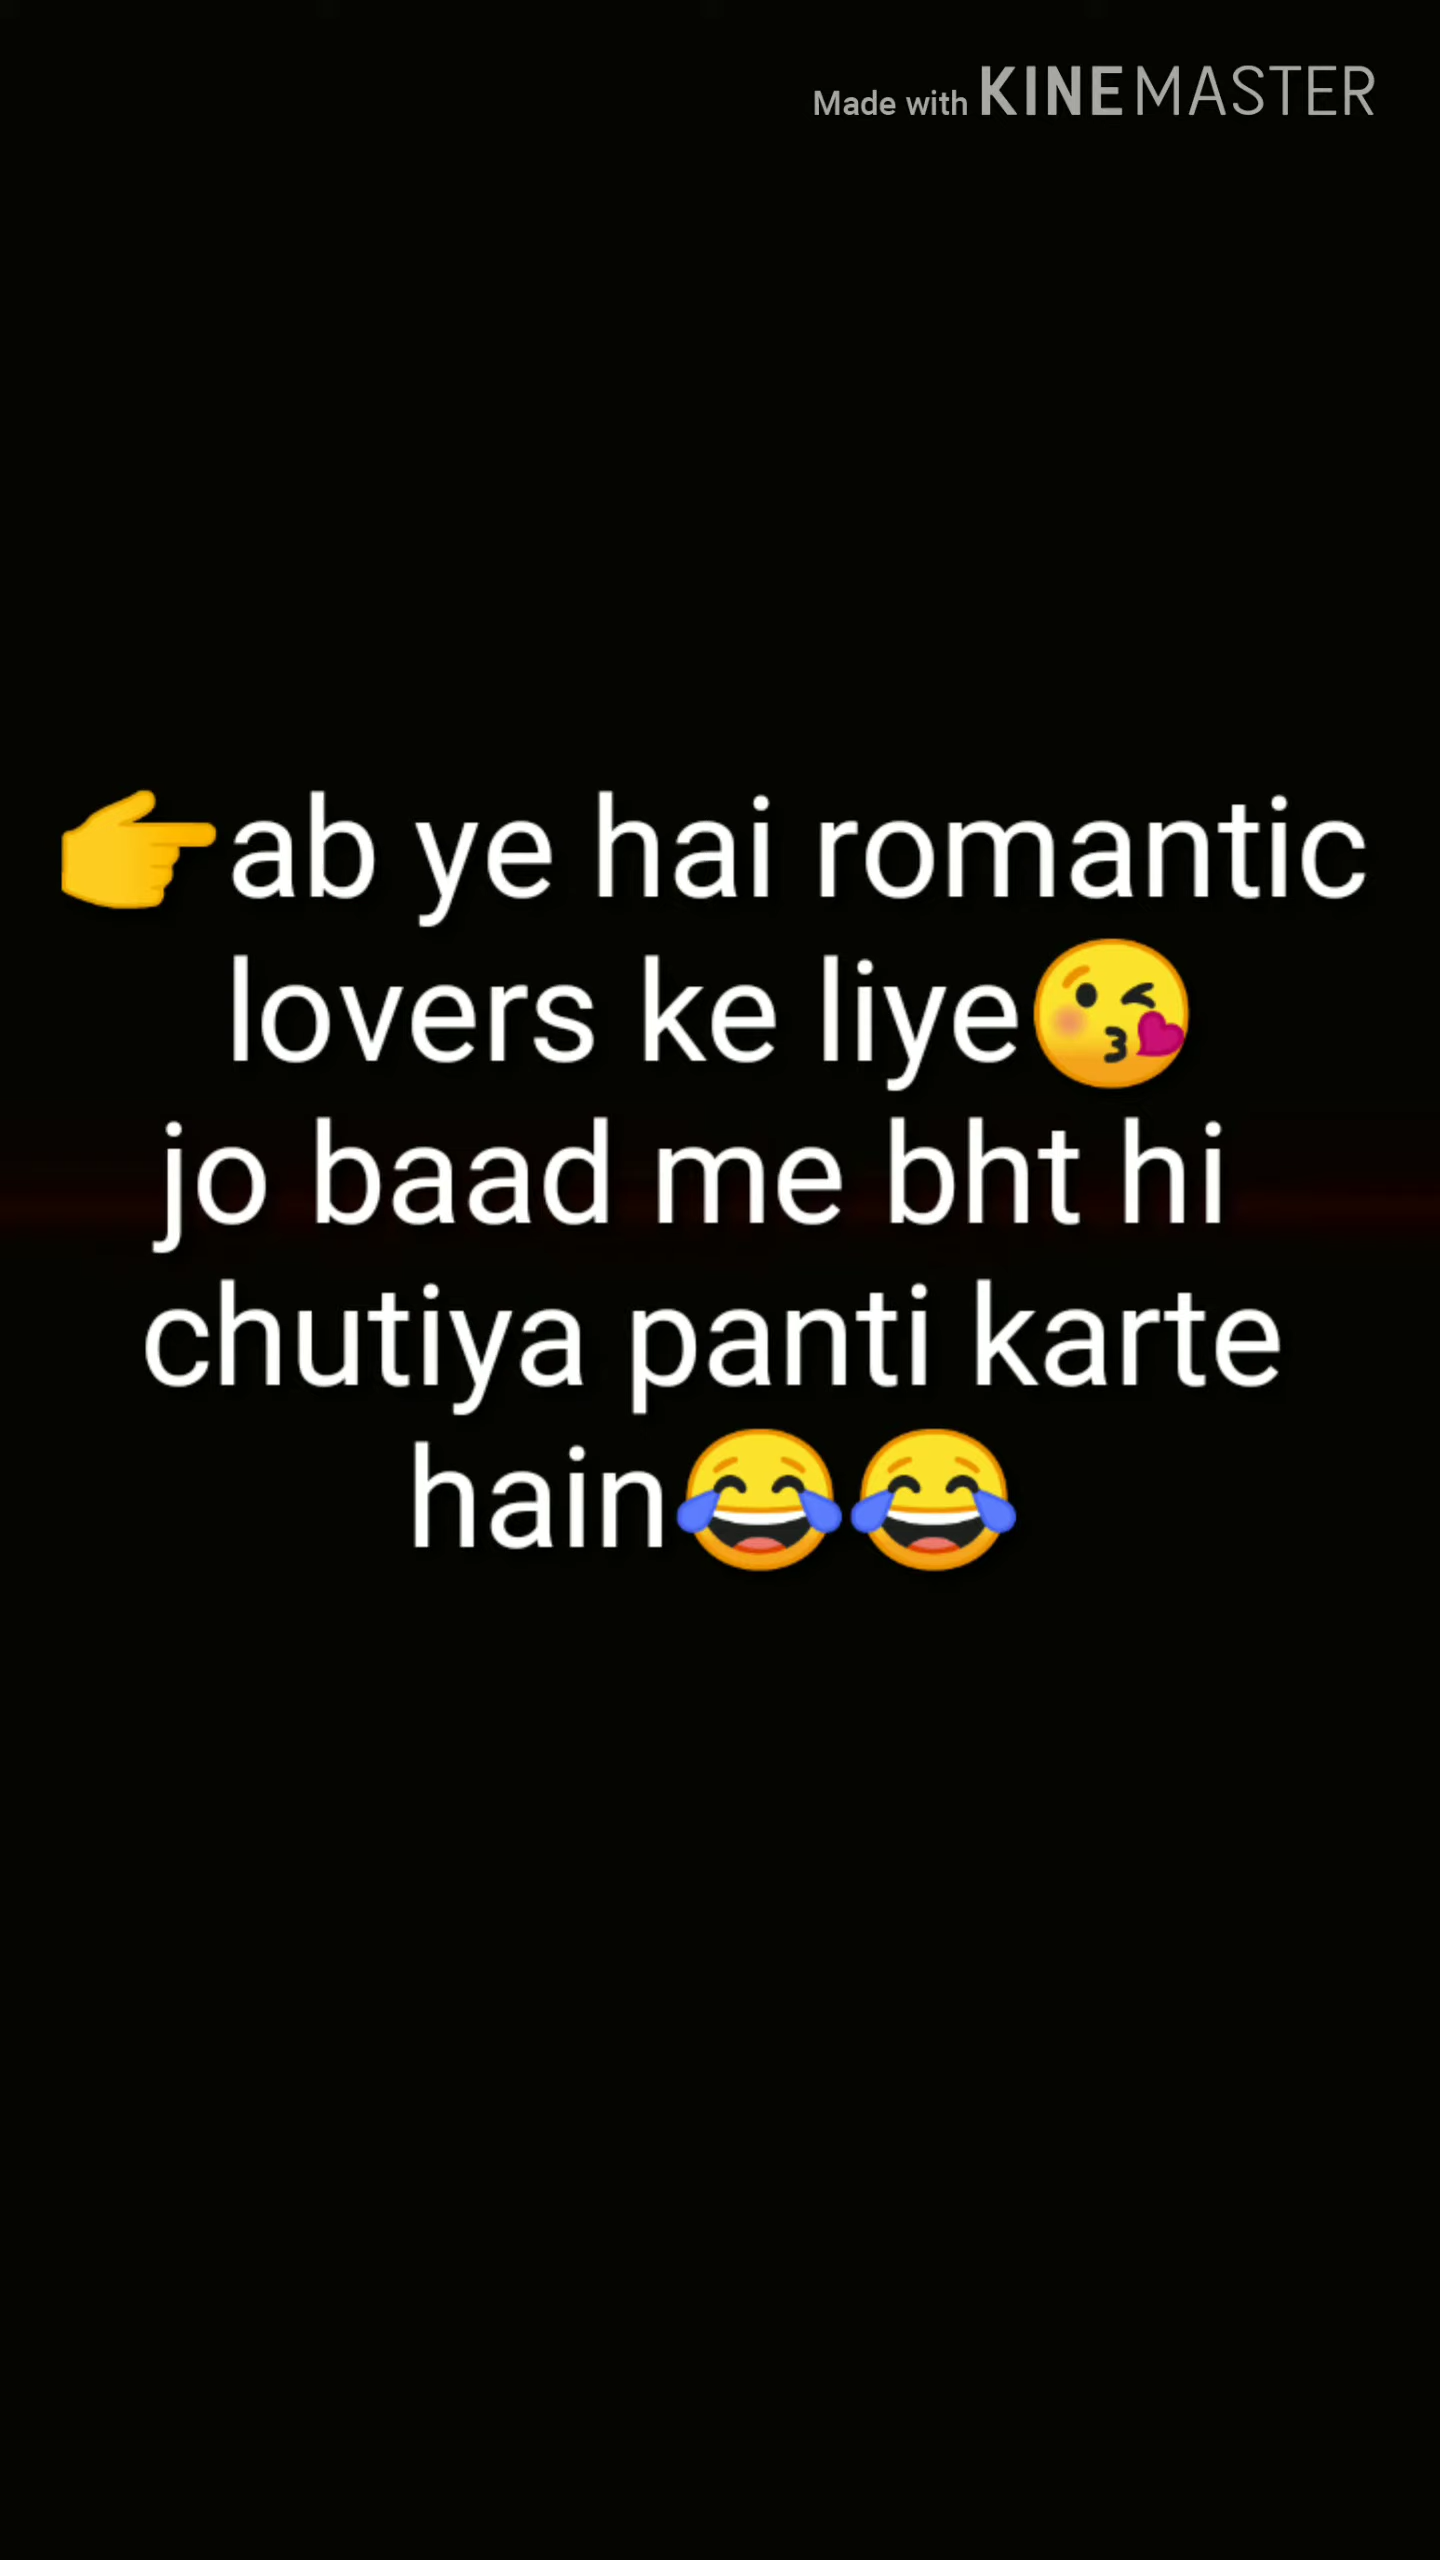 Made with KINEMASTER
👉ab ye hai romantic
lovers ke liye😘
jo baad me bht hi
chutiya panti karte
hain😂😂